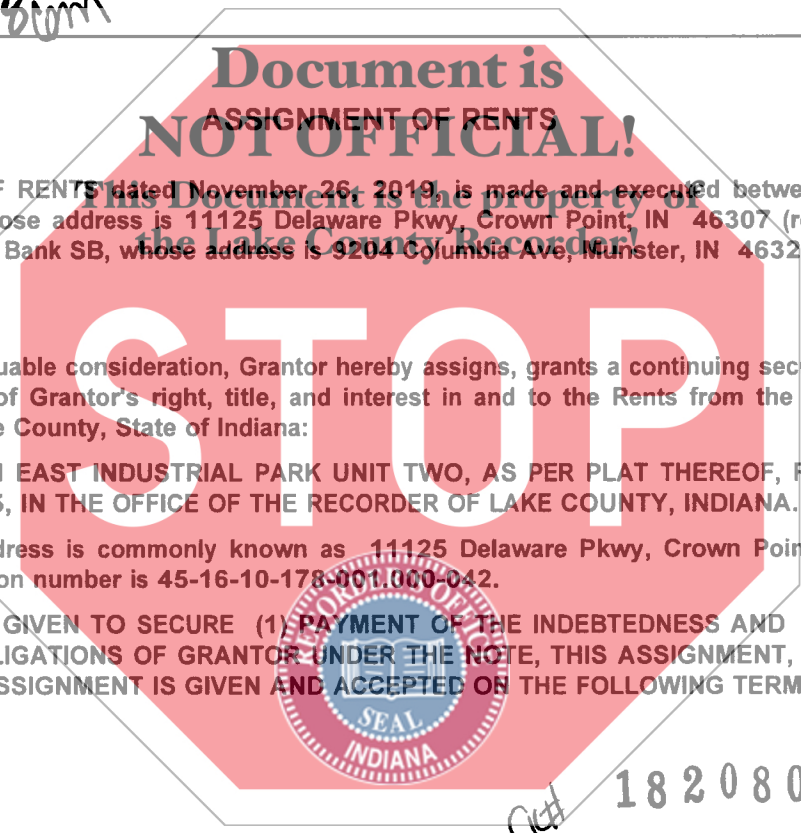 Document is
NOT OFFICIAL!
This Document is the property of
the Lake County Recorder!
ASSIGNMENT OF RENTS
F RENTS dated November 26, 2019, is made and executed betwe
ose address is 11125 Delaware Pkwy, Crown Point, IN 46307 (r
Bank SB, whose address is 9204 Columbia Ave, Munster, IN 4632
uable consideration, Grantor hereby assigns, grants a continuing sec
of Grantor's right, title, and interest in and to the Rents from the
e County, State of Indiana:
STOP
EAST INDUSTRIAL PARK UNIT TWO, AS PER PLAT THEREOF,
, IN THE OFFICE OF THE RECORDER OF LAKE COUNTY, INDIANA.
dress is commonly known as 11125 Delaware Pkwy, Crown Poin
on number is 45-16-10-178-001.000-042.
GIVEN TO SECURE (1) PAYMENT OF THE INDEBTEDNESS AND
LIGATIONS OF GRANTOR UNDER THE NOTE, THIS ASSIGNMENT,
ASSIGNMENT IS GIVEN AND ACCEPTED ON THE FOLLOWING TERM
RECORDER'S OFFICE
SEAL
INDIANA
182080